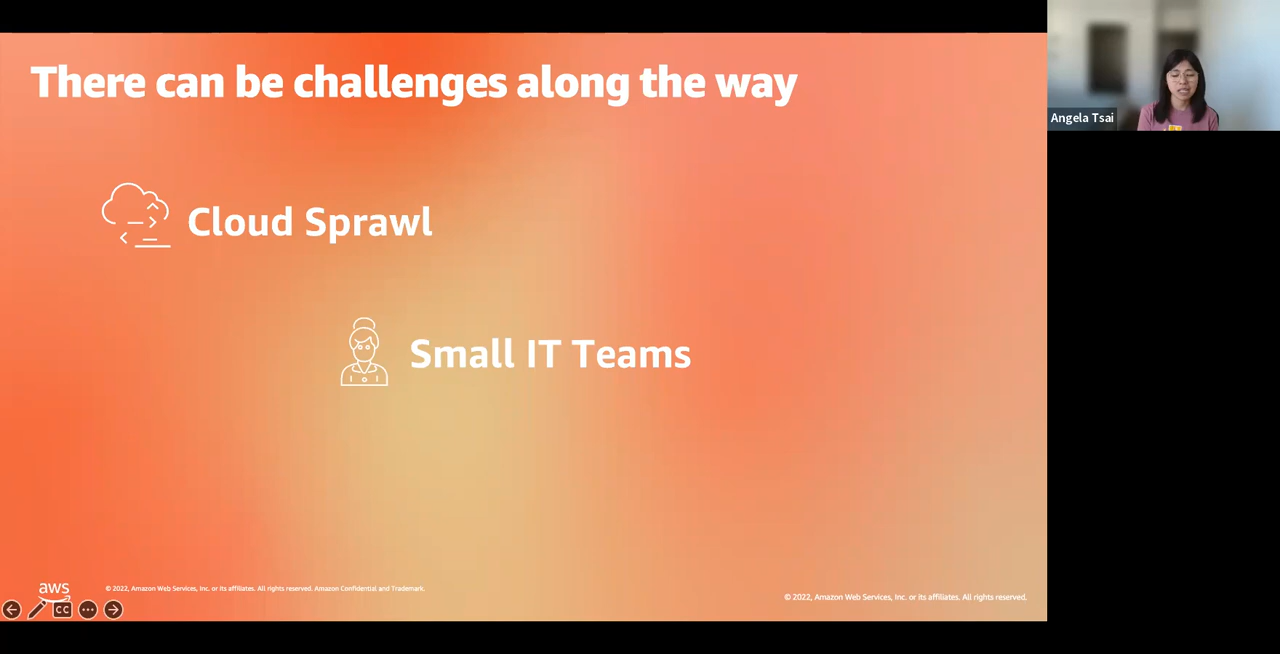 There can be challenges along the way
Angela Tsai
Cloud Sprawl
Small IT Teams
aws
© 2022, Amazon Web Services, Inc. or its affiliates. All rights reserved. Amazon Confidential and Trademark.
© 2022, Amazon Web Services, Inc. or its affiliates. All rights reserved.
CC